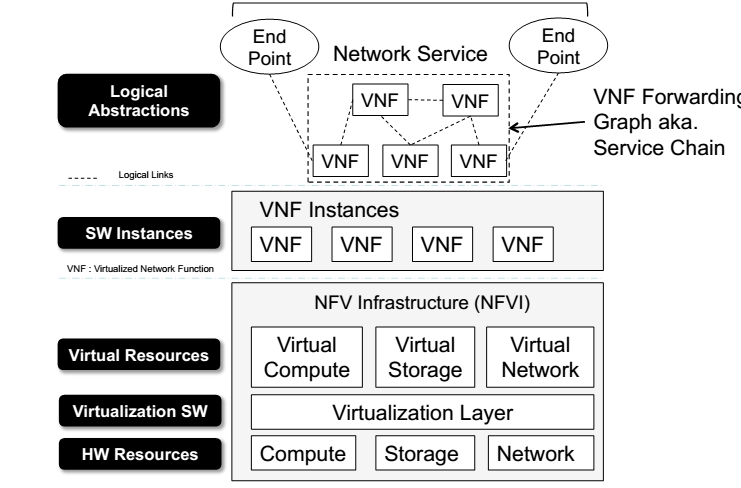 End
Point
End
Point
Network Service
Logical
Abstractions
VNF
VNF
VNF Forwarding
Graph aka.
Service Chain
VNF
VNF
VNF
Logical Links
VNF Instances
SW Instances
VNF
VNF
VNF
VNF
VNF : Virtualized Network Function
NFV Infrastructure (NFVI)
Virtual Resources
Virtual
Compute
Virtual
Storage
Virtual
Network
Virtualization SW
Virtualization Layer
HW Resources
Compute
Storage
Network